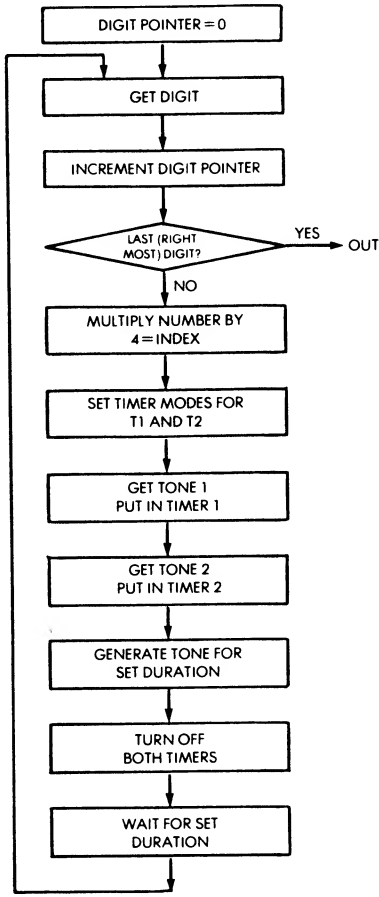 DIGIT POINTER = 0
GET DIGIT
INCREMENT DIGIT POINTER
LAST (RIGHT
MOST) DIGIT?
YES
OUT
NO
MULTIPLY NUMBER BY
4 = INDEX
SET TIMER MODES FOR
T1 AND T2
GET TONE 1
PUT IN TIMER 1
GET TONE 2
PUT IN TIMER 2
GENERATE TONE FOR
SET DURATION
TURN OFF
BOTH TIMERS
WAIT FOR SET
DURATION